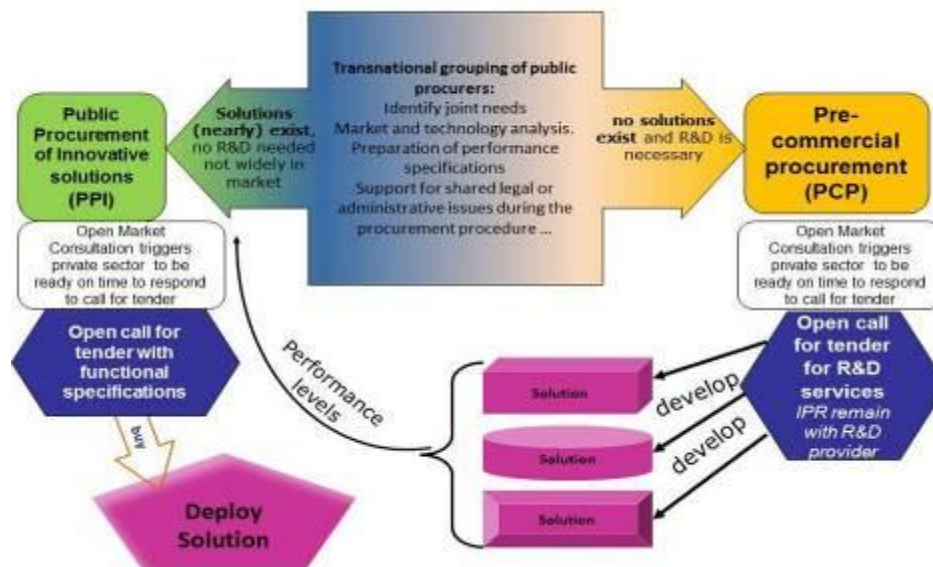 Transnational grouping of public
procurers:
Identify joint needs
Market and technology analysis.
Preparation of performance
specifications
Support for shared legal or
administrative issues during the
procurement procedure ...
Solutions
(nearly) exist,
no R&D needed
not widely in
market
no solutions
exist and R&D is
necessary
Public
Procurement
of Innovative
solutions
(PPI)
Pre-
commercial
procurement
(PCP)
Open Market
Consultation triggers
private sector to be
ready on time to respond
to call for tender
Open Market
Consultation triggers
private sector to be
ready on time to respond
to call for tender
Open call for
tender with
functional
specifications
Open call
for tender
for R&D
services
IPR remain
with R&D
provider
buy
Deploy
Solution
Performance
levels
Solution
Solution
Solution
develop
develop